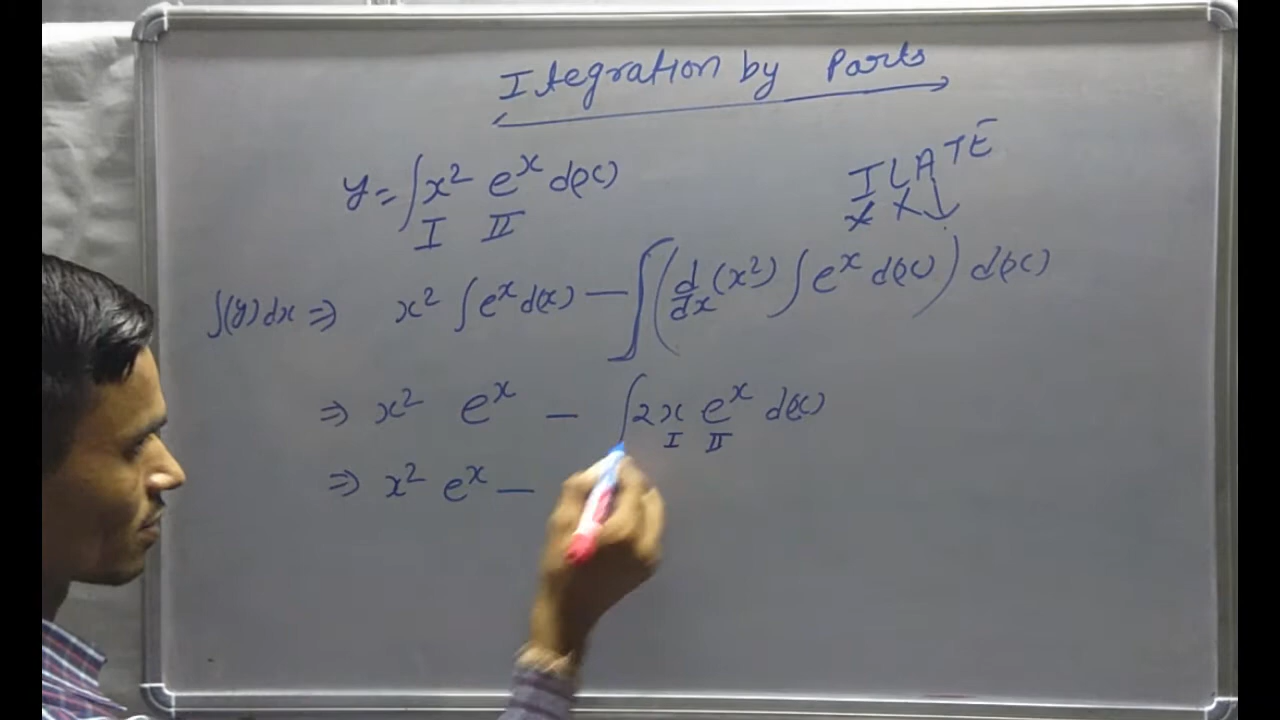 Itegration by Parts
y = ∫ x² eˣ d(x)
I II
ILATE
∫(y) dx ⇒ x² ∫ eˣ d(x) — ∫ ( d/dx (x²) ∫ eˣ d(x) ) d(x)
⇒ x² eˣ — ∫ 2x eˣ d(x)
I II
⇒ x² eˣ —